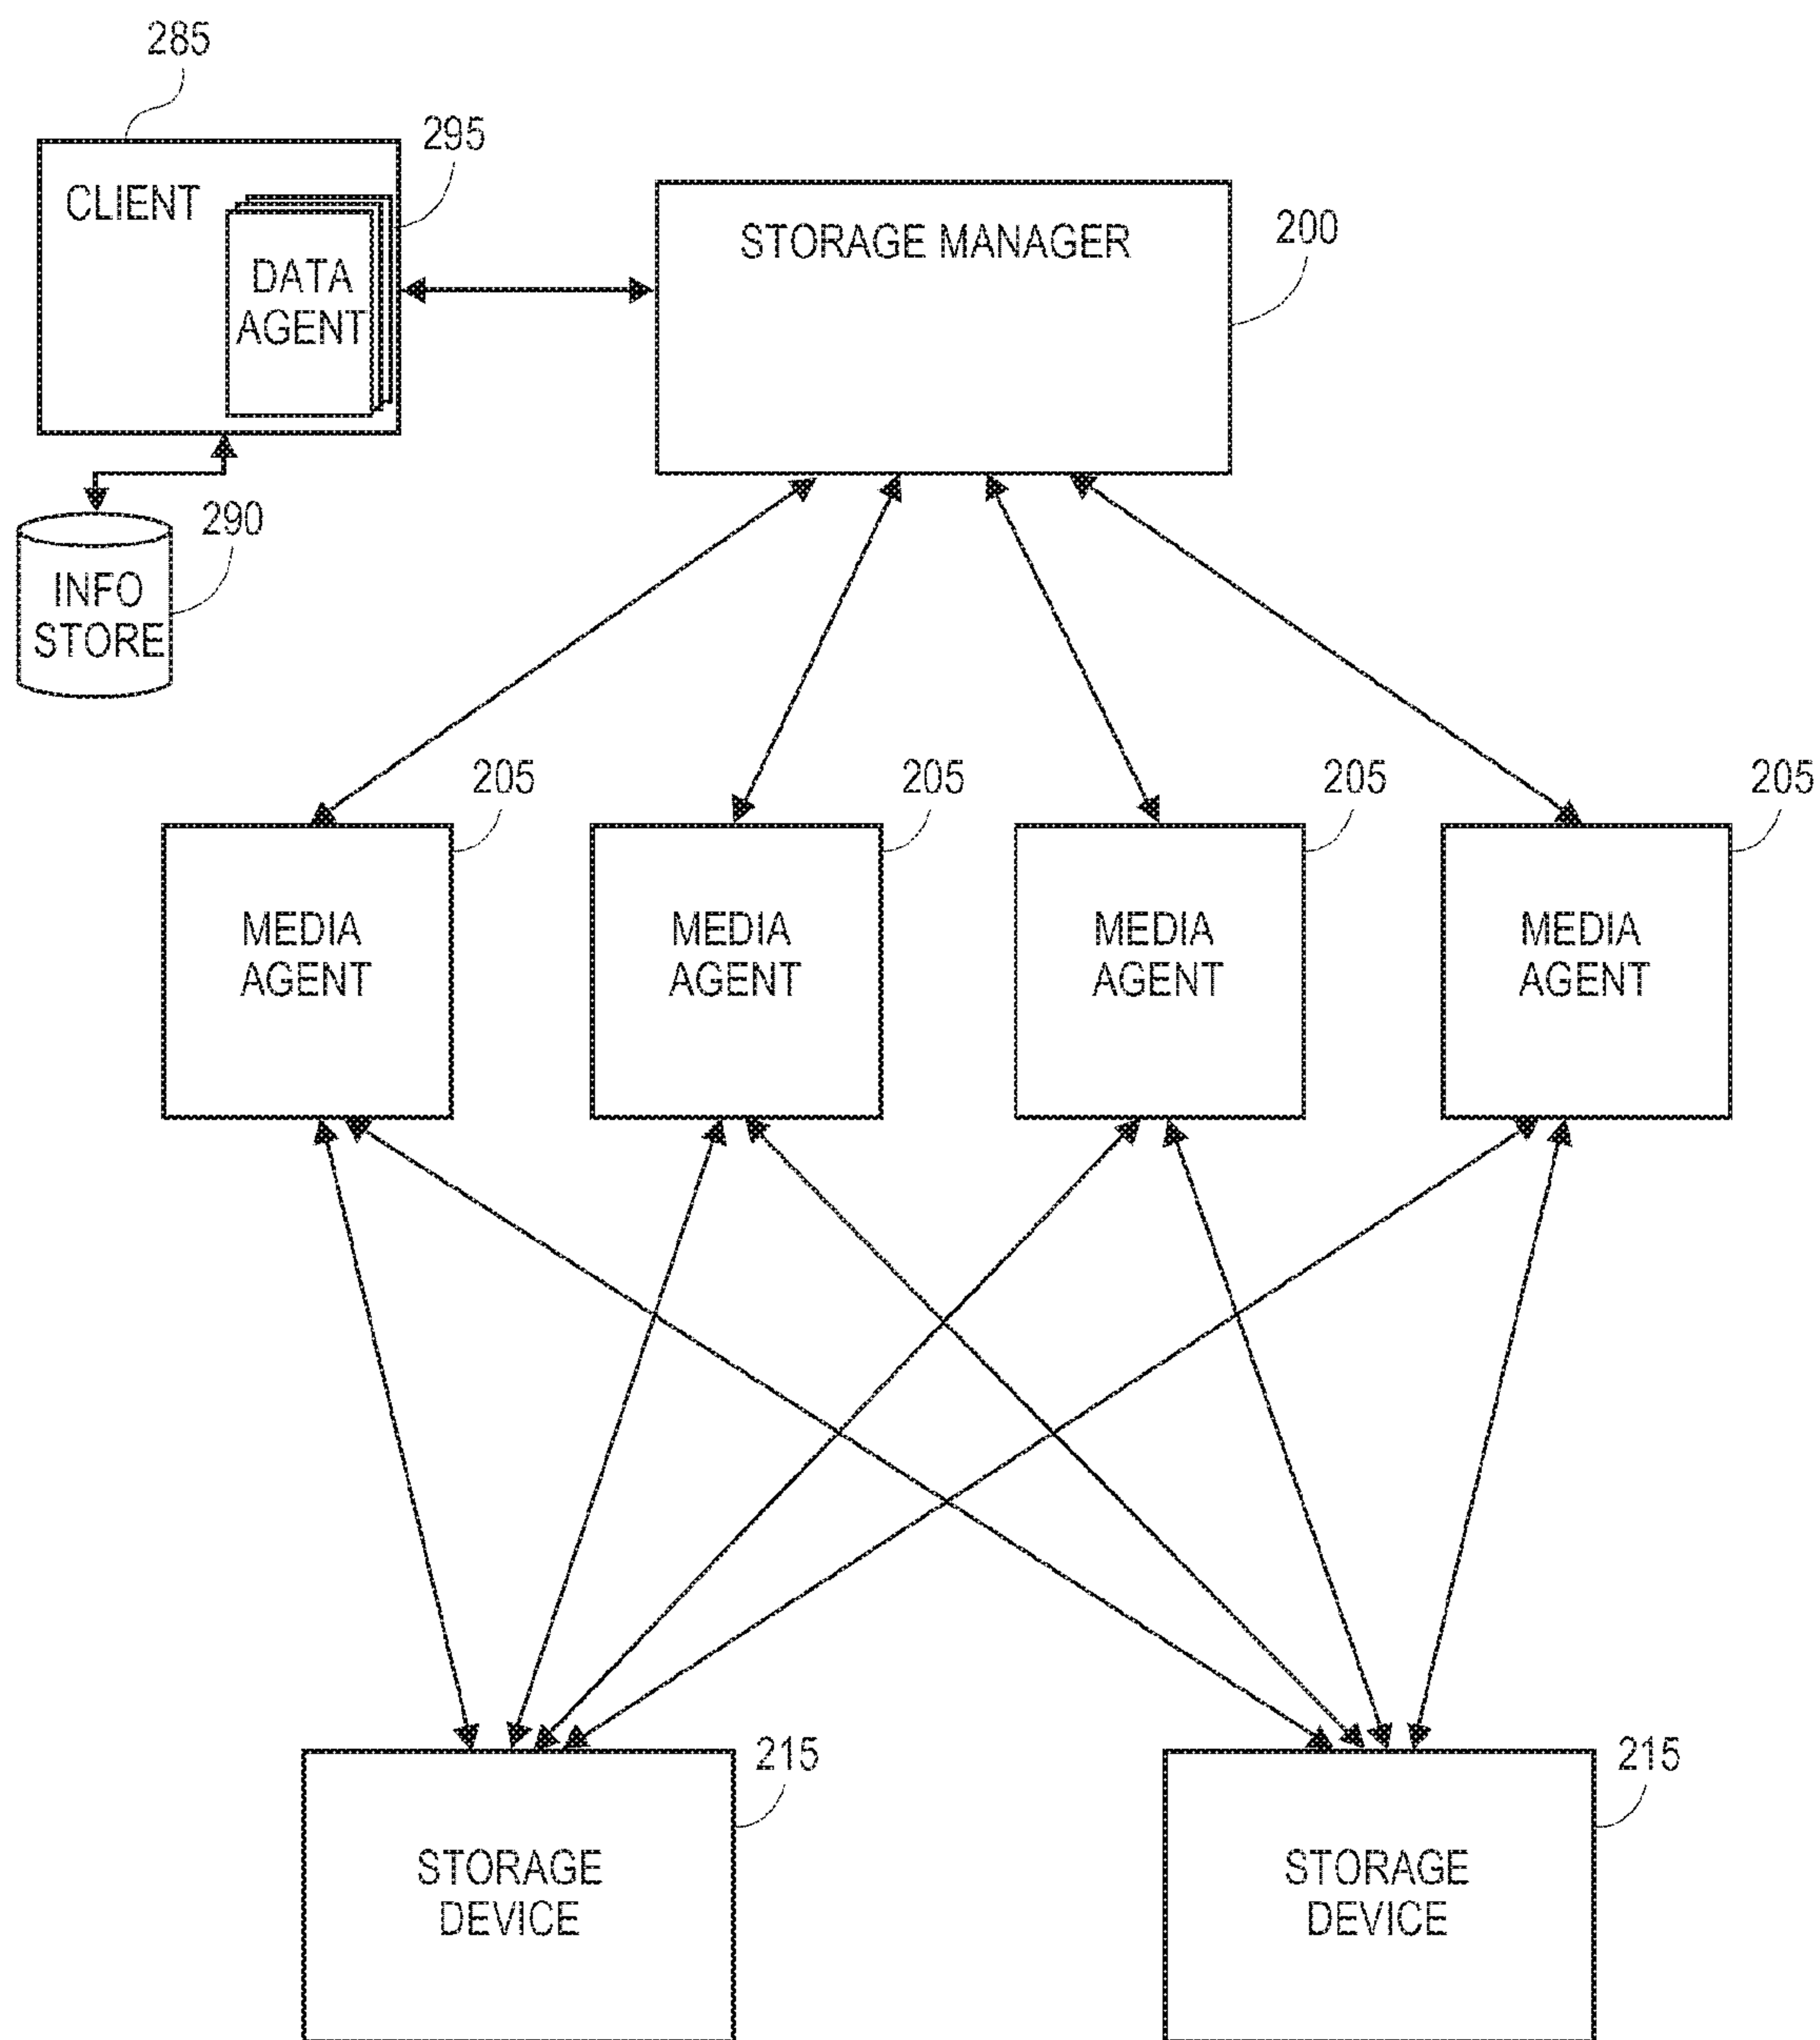 285
295
CLIENT
DATA
AGENT
STORAGE MANAGER
200
290
INFO
STORE
205
205
205
205
MEDIA
AGENT
MEDIA
AGENT
MEDIA
AGENT
MEDIA
AGENT
215
215
STORAGE
DEVICE
STORAGE
DEVICE